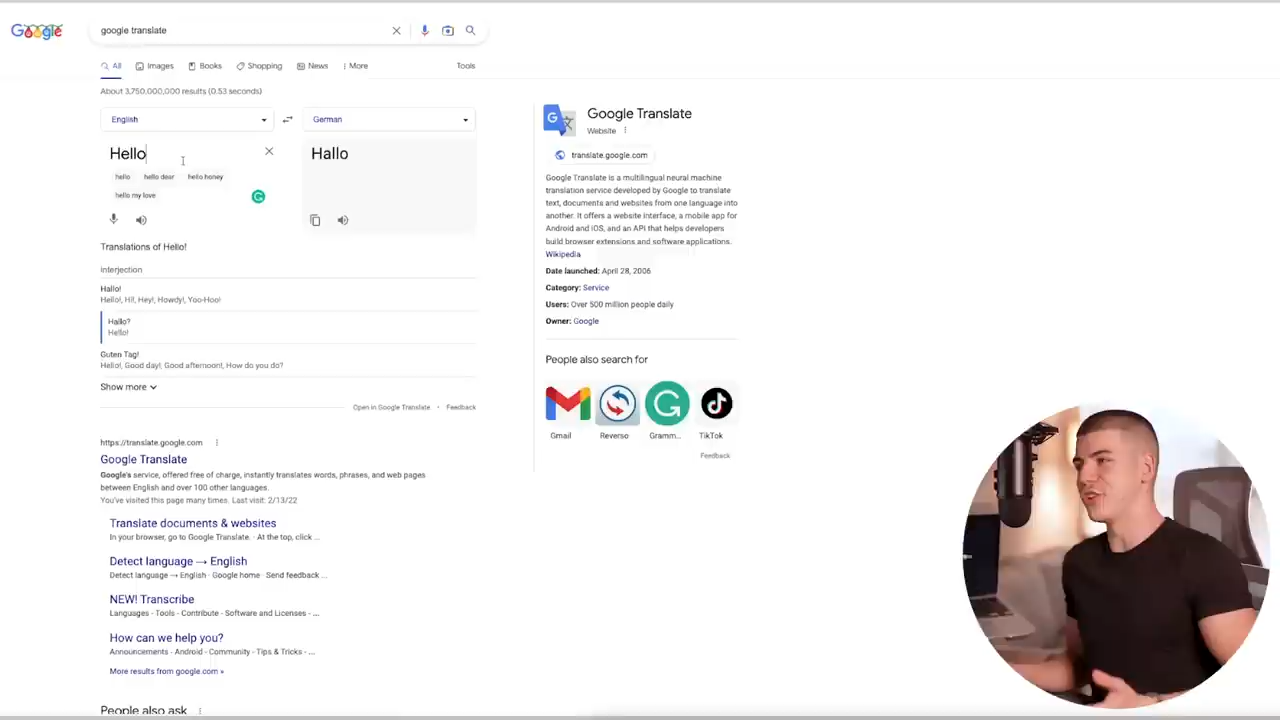 Google
google translate
All Images Books Shopping News More Tools
About 3,750,000,000 results (0.53 seconds)
English German
Hello Hallo
hello hello dear hello honey
hello my love
Translations of Hello!
Interjection
Hallo!
Hello!, Hi!, Hey!, Howdy!, Yoo-Hoo!
Hallo?
Hello!
Guten Tag!
Hello!, Good day!, Good afternoon!, How do you do?
Show more
Open in Google Translate • Feedback
https://translate.google.com
Google Translate
Google's service, offered free of charge, instantly translates words, phrases, and web pages
between English and over 100 other languages.
You've visited this page many times. Last visit: 2/13/22
Translate documents & websites
In your browser, go to Google Translate. · At the top, click ...
Detect language → English
Detect language → English · Google home · Send feedback ...
NEW! Transcribe
Languages - Tools - Contribute - Software and Licenses - ...
How can we help you?
Announcements - Android - Community - Tips & Tricks - ...
More results from google.com »
People also ask
Google Translate
Website
translate.google.com
Google Translate is a multilingual neural machine
translation service developed by Google to translate
text, documents and websites from one language into
another. It offers a website interface, a mobile app for
Android and iOS, and an API that helps developers
build browser extensions and software applications.
Wikipedia
Date launched: April 28, 2006
Category: Service
Users: Over 500 million people daily
Owner: Google
People also search for
Gmail Reverso Gramm... TikTok
Feedback